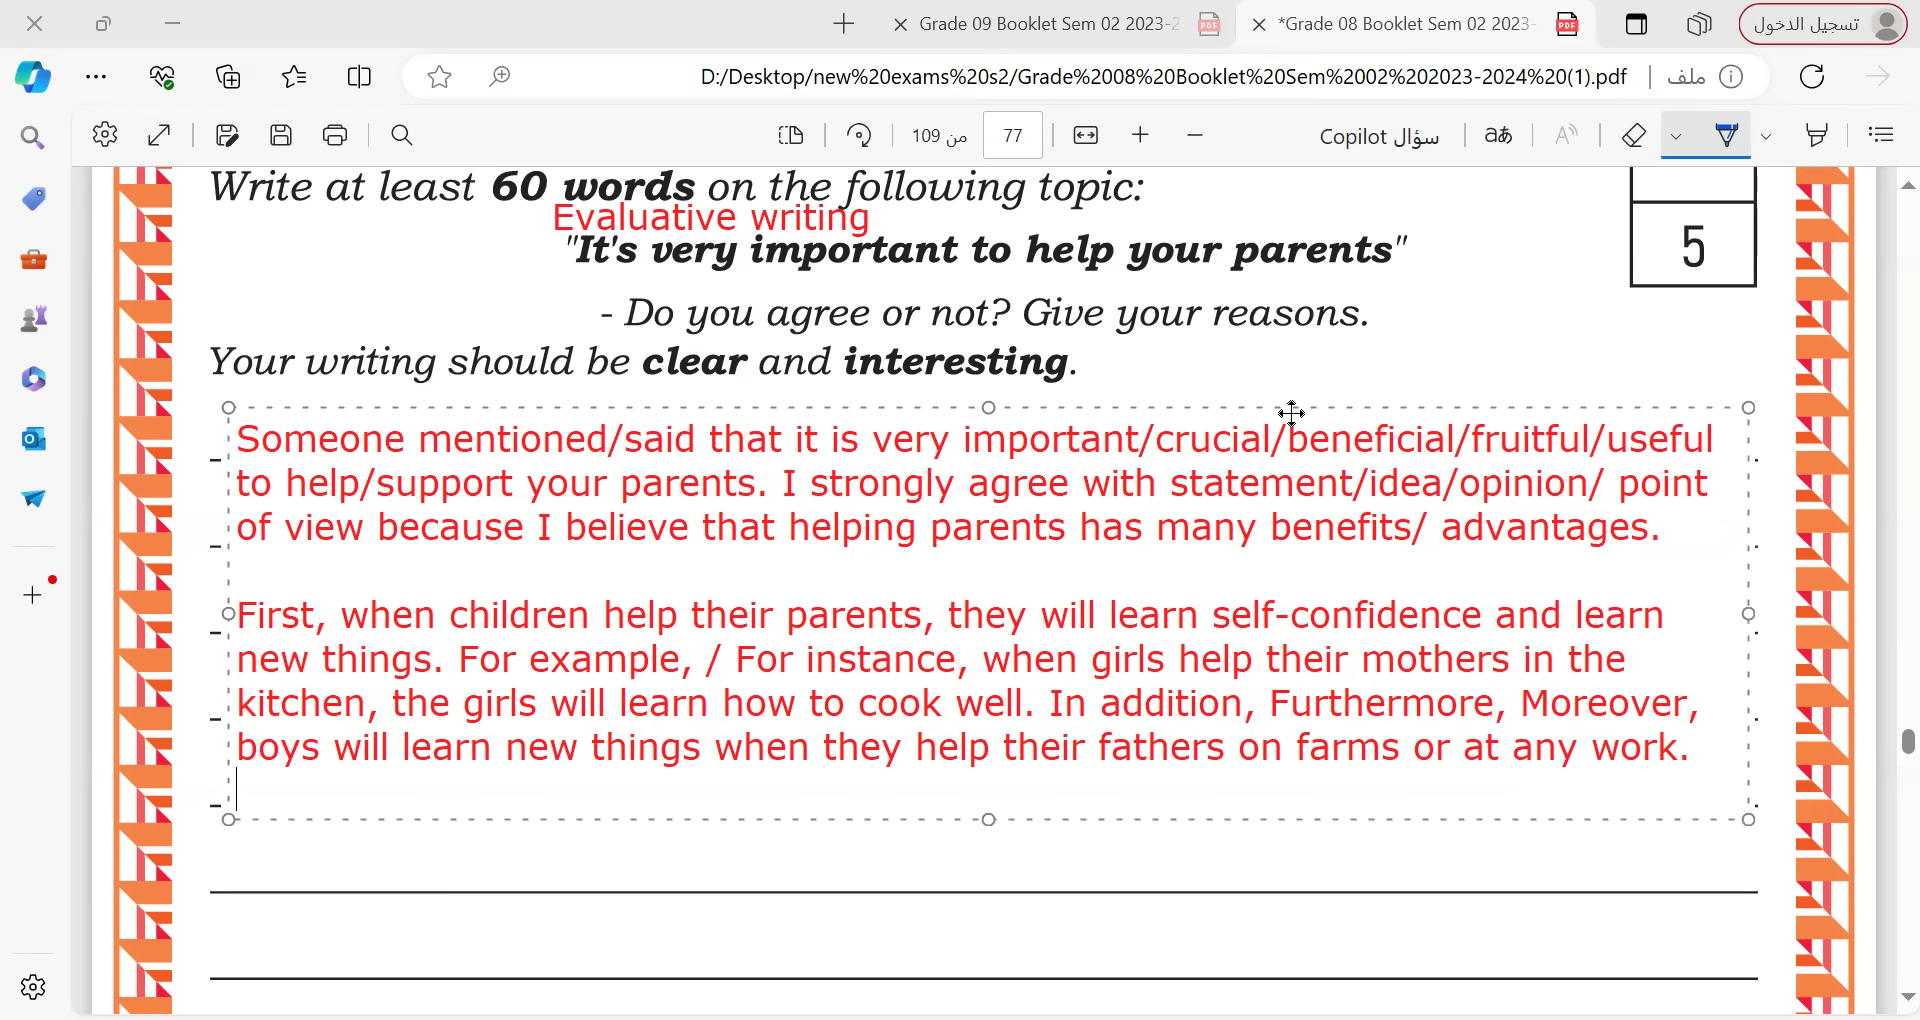 Grade 09 Booklet Sem 02 2023-2
*Grade 08 Booklet Sem 02 2023-
تسجيل الدخول
D:/Desktop/new%20exams%20s2/Grade%2008%20Booklet%20Sem%2002%202023-2024%20(1).pdf
ملف
109 من
77
سؤال Copilot
Write at least 60 words on the following topic:
Evaluative writing
"It's very important to help your parents"
5
- Do you agree or not? Give your reasons.
Your writing should be clear and interesting.
Someone mentioned/said that it is very important/crucial/beneficial/fruitful/useful
to help/support your parents. I strongly agree with statement/idea/opinion/ point
of view because I believe that helping parents has many benefits/ advantages.
First, when children help their parents, they will learn self-confidence and learn
new things. For example, / For instance, when girls help their mothers in the
kitchen, the girls will learn how to cook well. In addition, Furthermore, Moreover,
boys will learn new things when they help their fathers on farms or at any work.